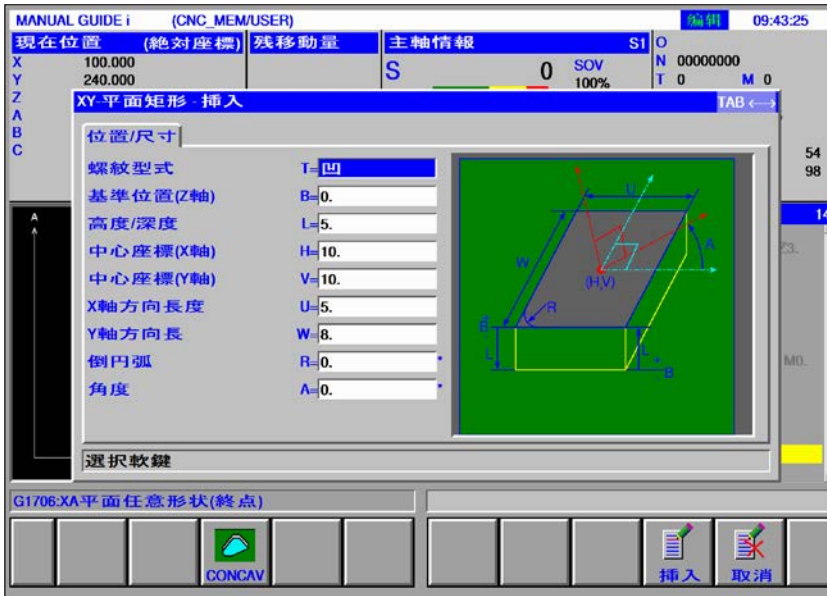 MANUAL GUIDE i (CNC_MEM/USER) 编辑 09:43:25
現在位置 (絶対座標) 残移動量 主軸情報 S1 O
X 100.000 S 0 SOV N 00000000
Y 240.000 100% T 0 M 0
Z
XY-平面矩形 - 挿入 TAB ←→
A
B
C
位置/尺寸
54
98
螺紋型式 T=凹
基準位置(Z軸) B=0.
高度/深度 L=5.
中心座標(X軸) H=10.
中心座標(Y軸) V=10.
X軸方向長度 U=5.
Y軸方向長 W=8.
倒円弧 R=0.
角度 A=0.
U
W
A
(H,V)
R
B
L
L
B
A
14
Z3.
M0.
選択軟鍵
G1706:XA平面任意形状(終点)
CONCAV 挿入 取消